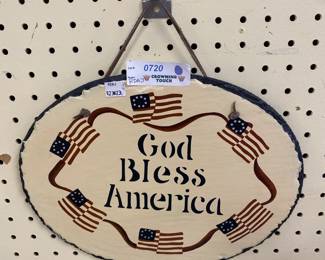 0720
CROWNING
TOUCH
God
Bless
America